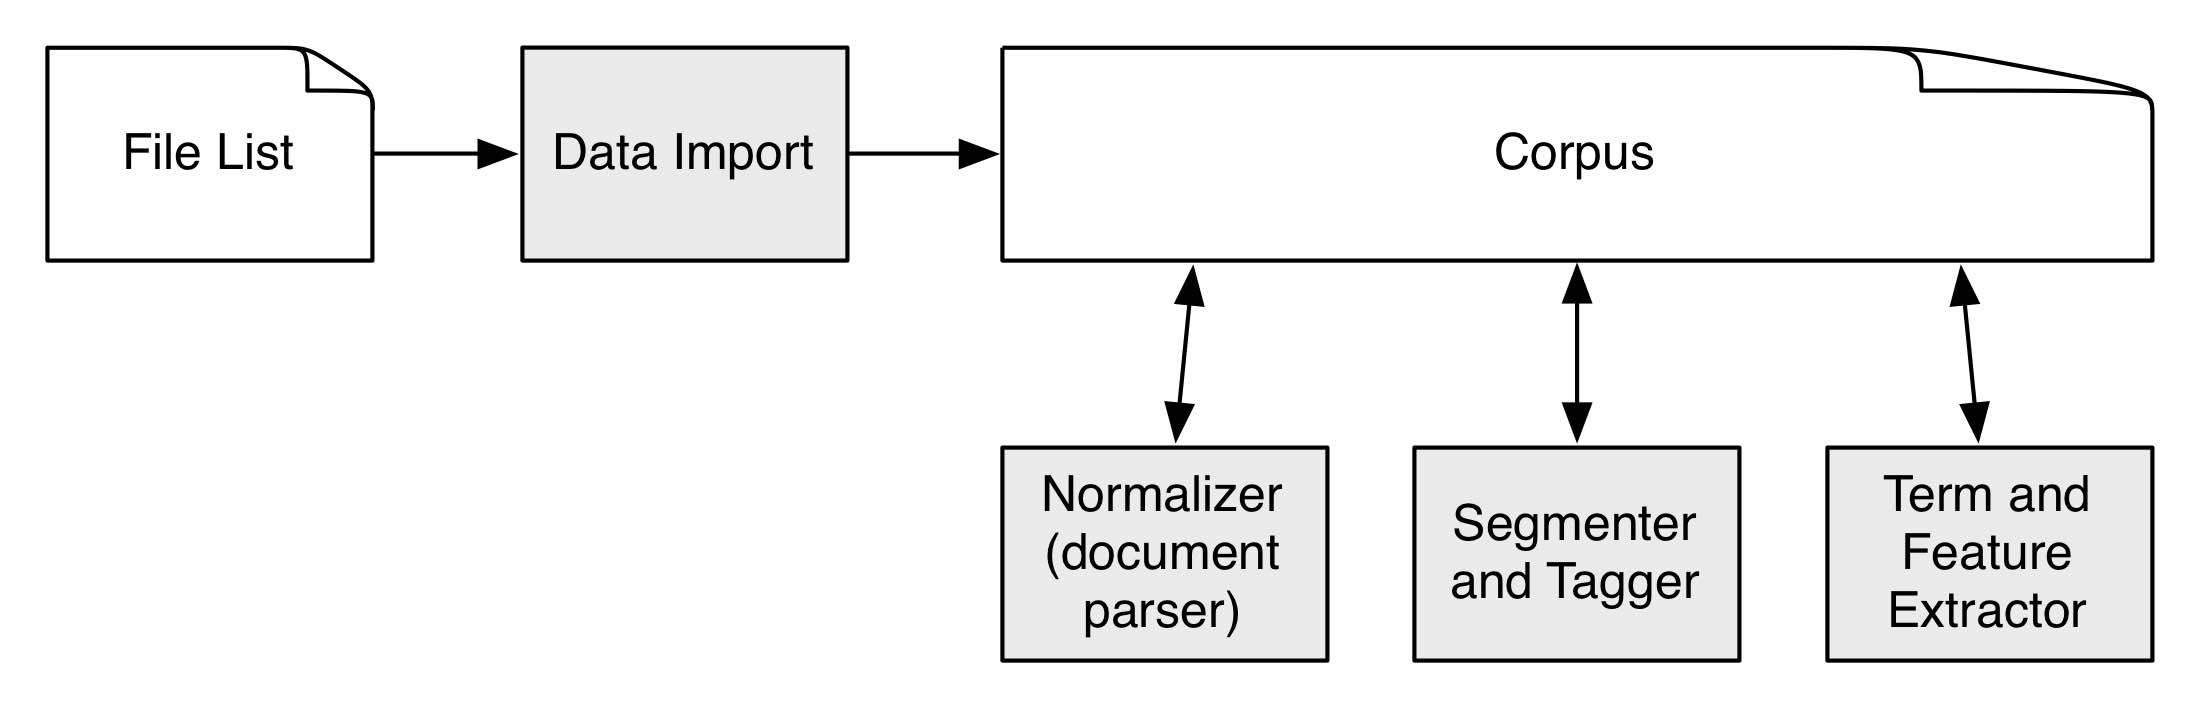 File List
Data Import
Corpus
Normalizer
(document
parser)
Segmenter
and Tagger
Term and
Feature
Extractor